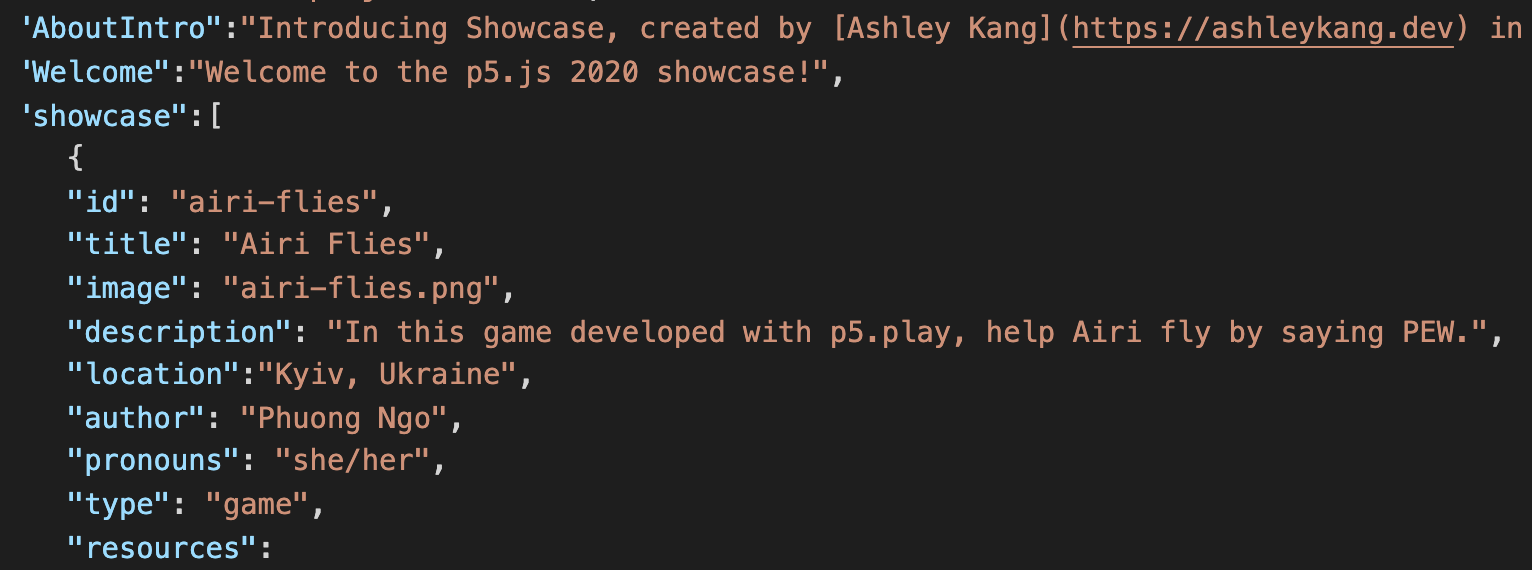 "AboutIntro":"Introducing Showcase, created by [Ashley Kang](https://ashleykang.dev) in
"Welcome":"Welcome to the p5.js 2020 showcase!",
"showcase":[
{
"id": "airi-flies",
"title": "Airi Flies",
"image": "airi-flies.png",
"description": "In this game developed with p5.play, help Airi fly by saying PEW.",
"location":"Kyiv, Ukraine",
"author": "Phuong Ngo",
"pronouns": "she/her",
"type": "game",
"resources":